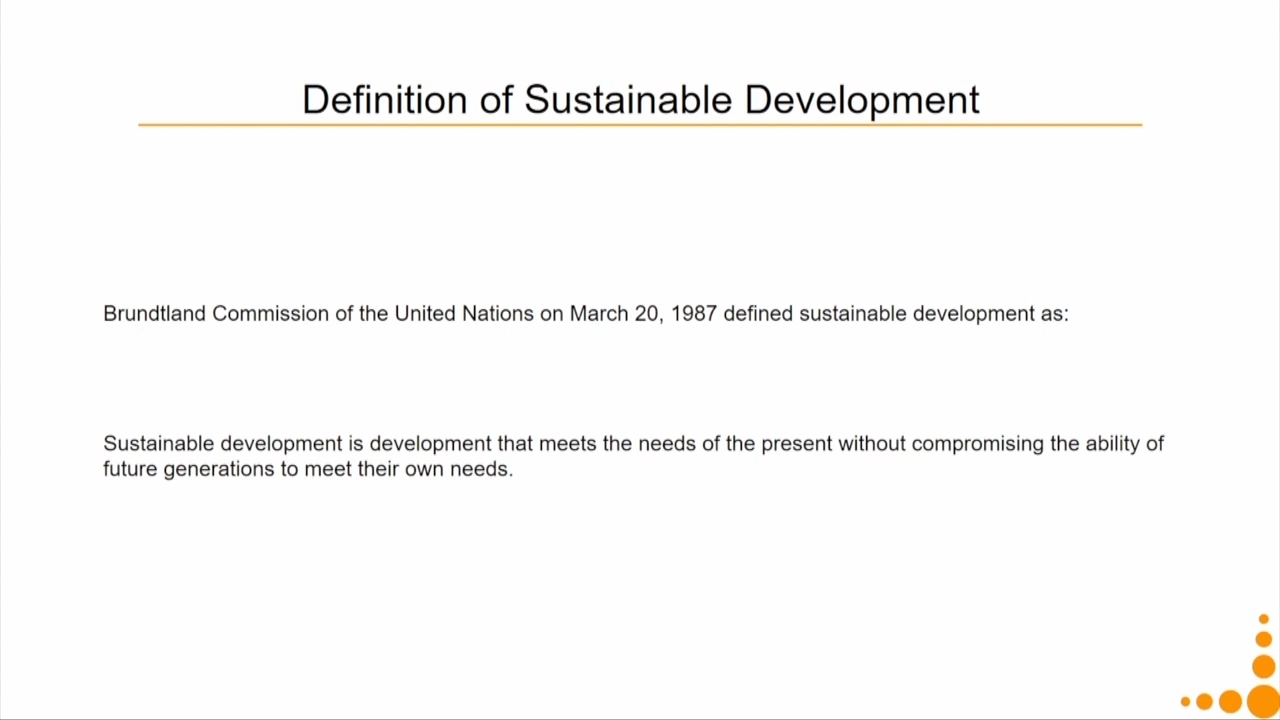 Definition of Sustainable Development
Brundtland Commission of the United Nations on March 20, 1987 defined sustainable development as:
Sustainable development is development that meets the needs of the present without compromising the ability of
future generations to meet their own needs.